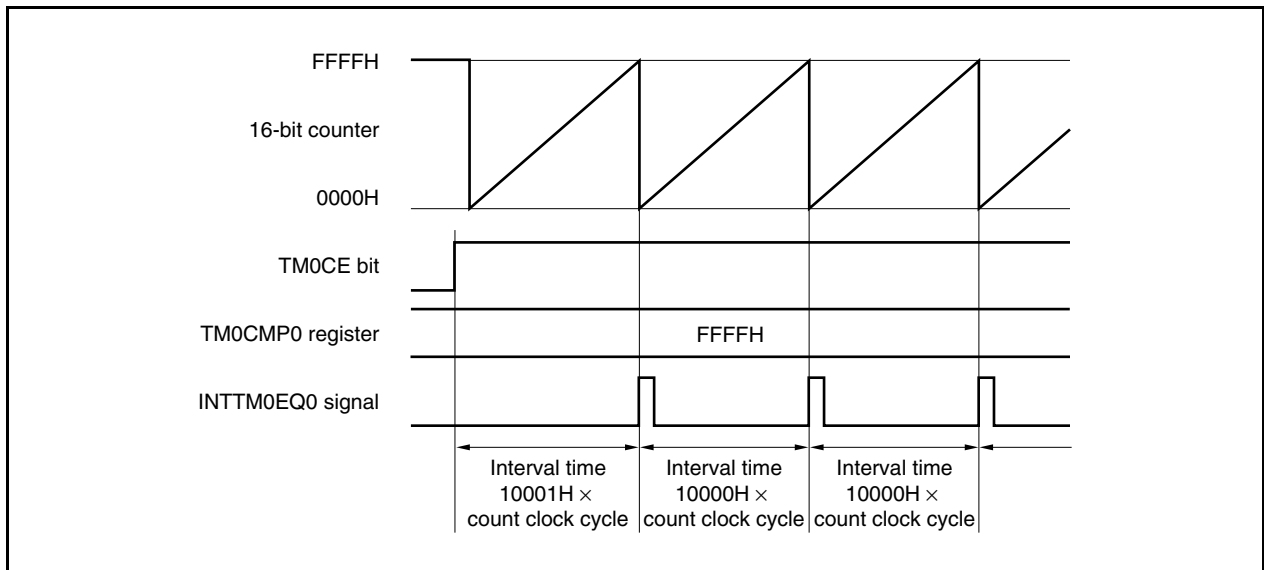 FFFFH
16-bit counter
0000H
TM0CE bit
TM0CMP0 register
FFFFH
INTTM0EQ0 signal
Interval time
10001H ×
count clock cycle
Interval time
10000H ×
count clock cycle
Interval time
10000H ×
count clock cycle